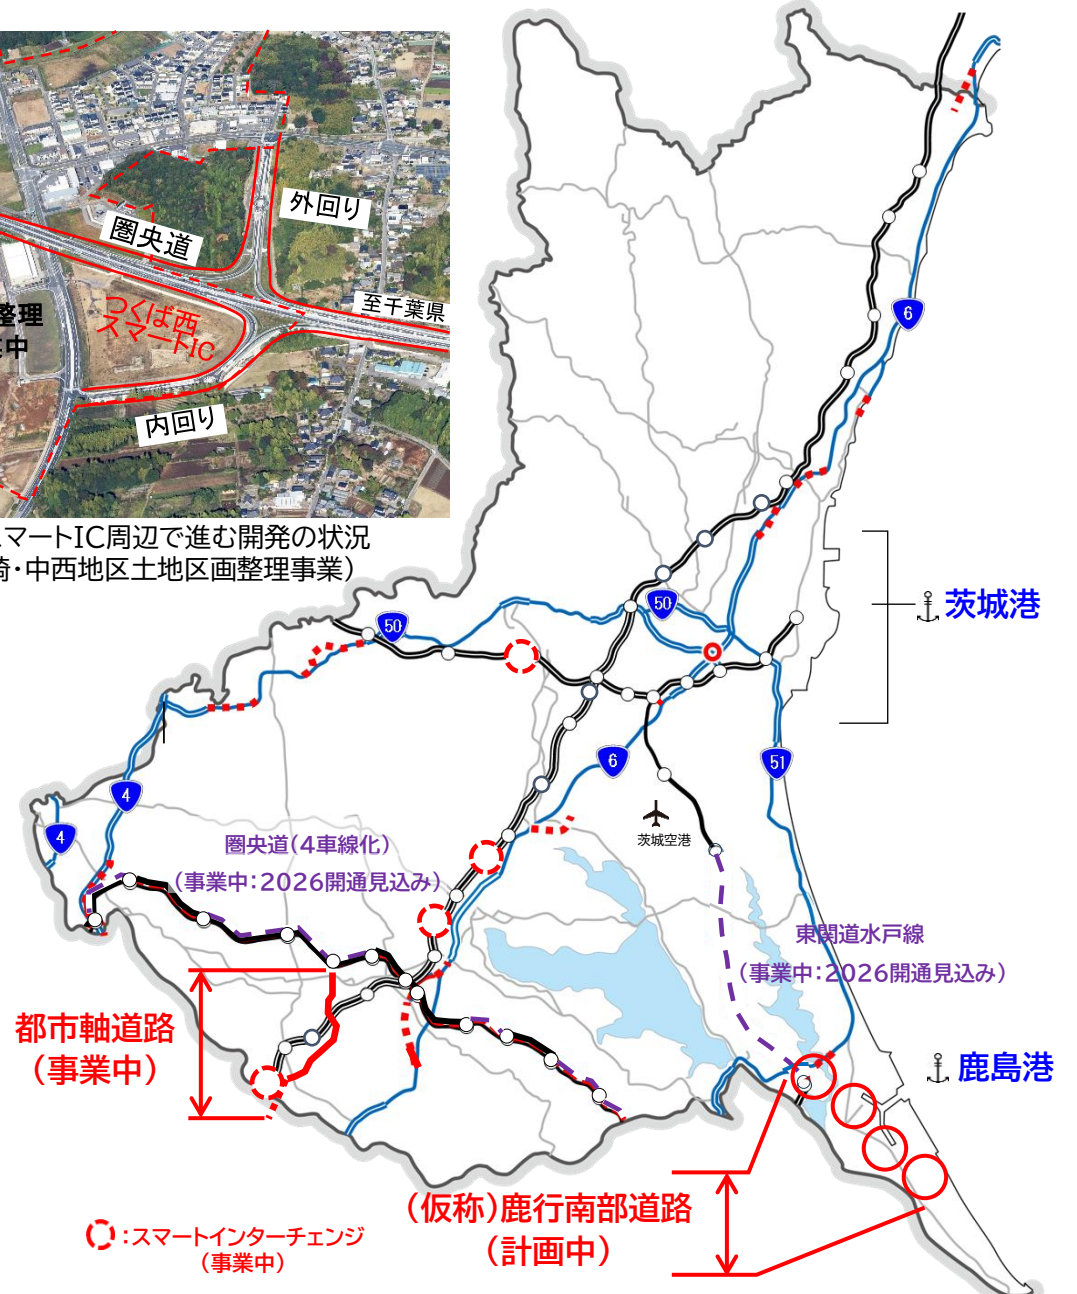 外回り
圏央道
至千葉県
つくば西
スマートIC
整理
中
内回り
スマートIC周辺で進む開発の状況
崎・中西地区土地区画整理事業）
6
50
50
茨城港
6
51
4
4
茨城空港
圏央道（4車線化）
（事業中：2026開通見込み）
東関道水戸線
（事業中：2026開通見込み）
都市軸道路
（事業中）
鹿島港
（仮称）鹿行南部道路
（計画中）
：スマートインターチェンジ
（事業中）